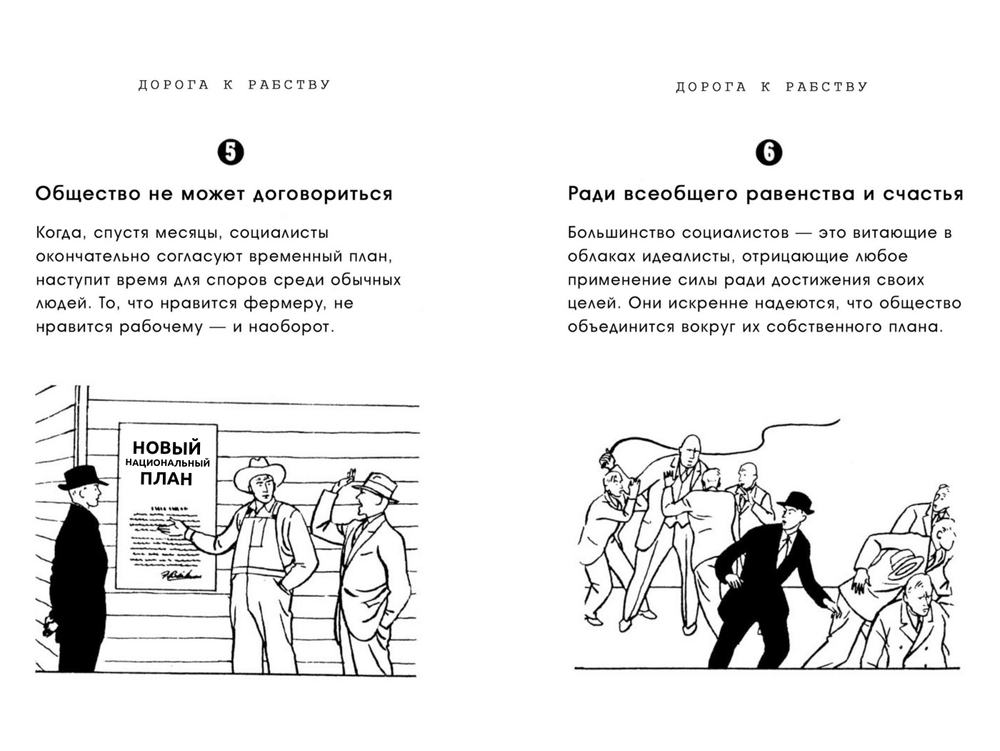 ДОРОГА К РАБСТВУ
5
Общество не может договориться
Когда, спустя месяцы, социалисты
окончательно согласуют временный план,
наступит время для споров среди обычных
людей. То, что нравится фермеру, не
нравится рабочему — и наоборот.
НОВЫЙ
НАЦИОНАЛЬНЫЙ
ПЛАН
ДОРОГА К РАБСТВУ
6
Ради всеобщего равенства и счастья
Большинство социалистов — это витающие в
облаках идеалисты, отрицающие любое
применение силы ради достижения своих
целей. Они искренне надеются, что общество
объединится вокруг их собственного плана.